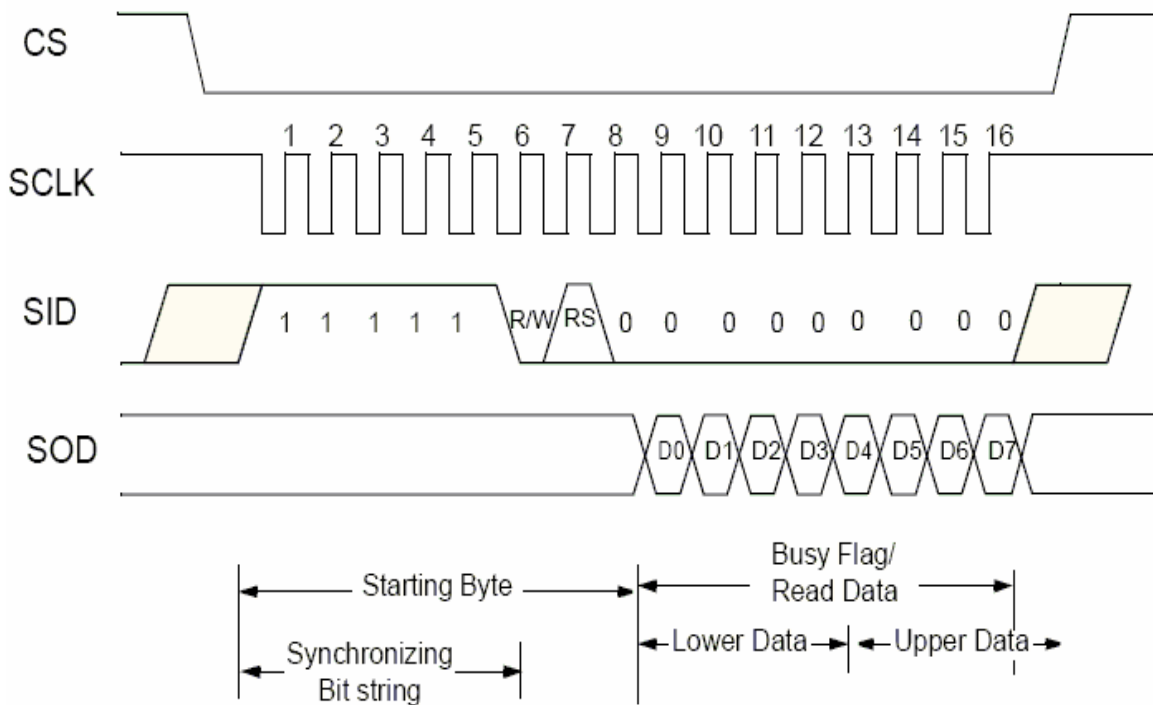 CS
1 2 3 4 5 6 7 8 9 10 11 12 13 14 15 16
SCLK
SID
1 1 1 1 1 R/W RS 0 0 0 0 0 0 0 0 0
SOD
D0 D1 D2 D3 D4 D5 D6 D7
Starting Byte
Busy Flag/
Read Data
Synchronizing
Bit string
Lower Data
Upper Data